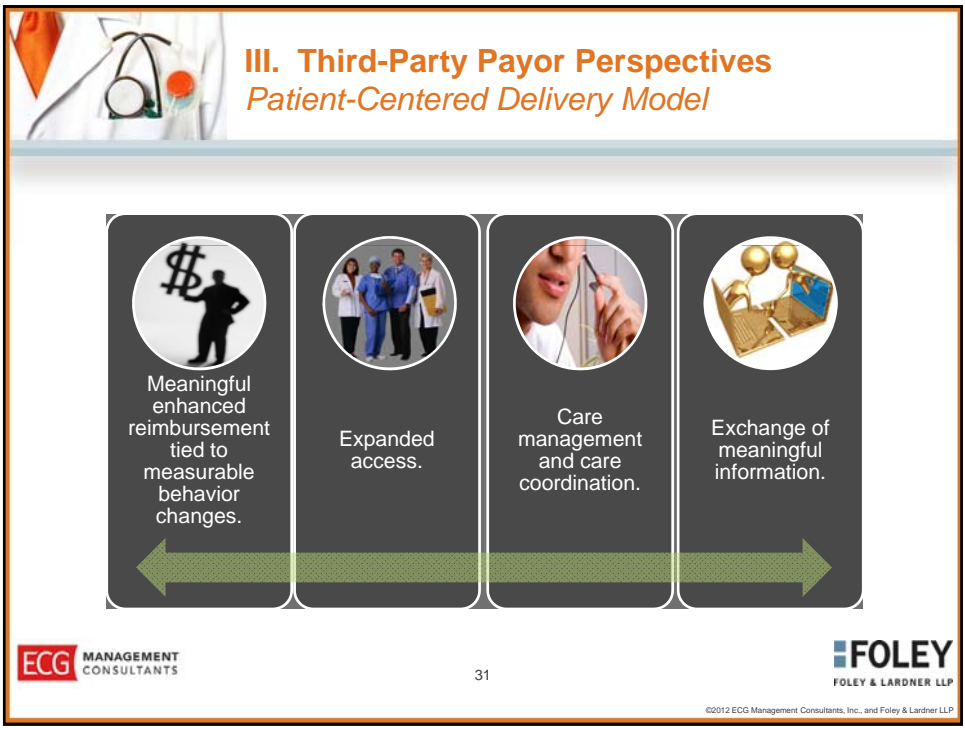 III. Third-Party Payor Perspectives
Patient-Centered Delivery Model
Meaningful
enhanced
reimbursement
tied to
measurable
behavior
changes.
Expanded
access.
Care
management
and care
coordination.
Exchange of
meaningful
information.
ECG MANAGEMENT
CONSULTANTS
31
FOLEY
FOLEY & LARDNER LLP
©2012 ECG Management Consultants, Inc., and Foley & Lardner LLP